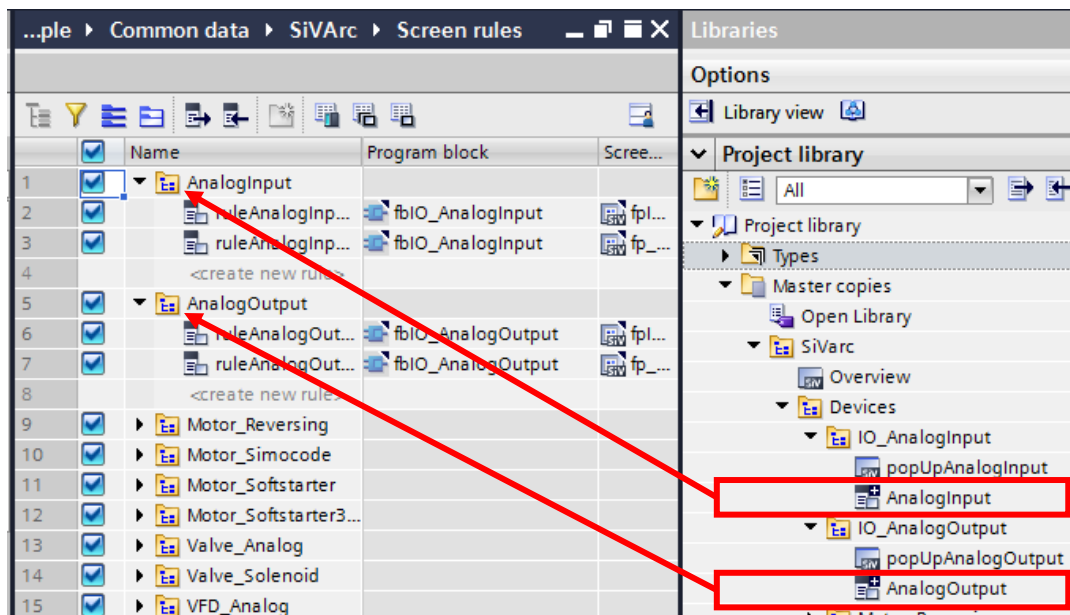 ...ple ▸ Common data ▸ SiVArc ▸ Screen rules
Name Program block Scree...
1 AnalogInput
2 ruleAnalogInp... fbIO_AnalogInput fpI...
3 ruleAnalogInp... fbIO_AnalogInput fp_...
4 <create new rule>
5 AnalogOutput
6 ruleAnalogOut... fbIO_AnalogOutput fpI...
7 ruleAnalogOut... fbIO_AnalogOutput fp_...
8 <create new rule>
9 Motor_Reversing
10 Motor_Simocode
11 Motor_Softstarter
12 Motor_Softstarter3...
13 Valve_Analog
14 Valve_Solenoid
15 VFD_Analog
Libraries
Options
Library view
Project library
All
Project library
Types
Master copies
Open Library
SiVarc
Overview
Devices
IO_AnalogInput
popUpAnalogInput
AnalogInput
IO_AnalogOutput
popUpAnalogOutput
AnalogOutput